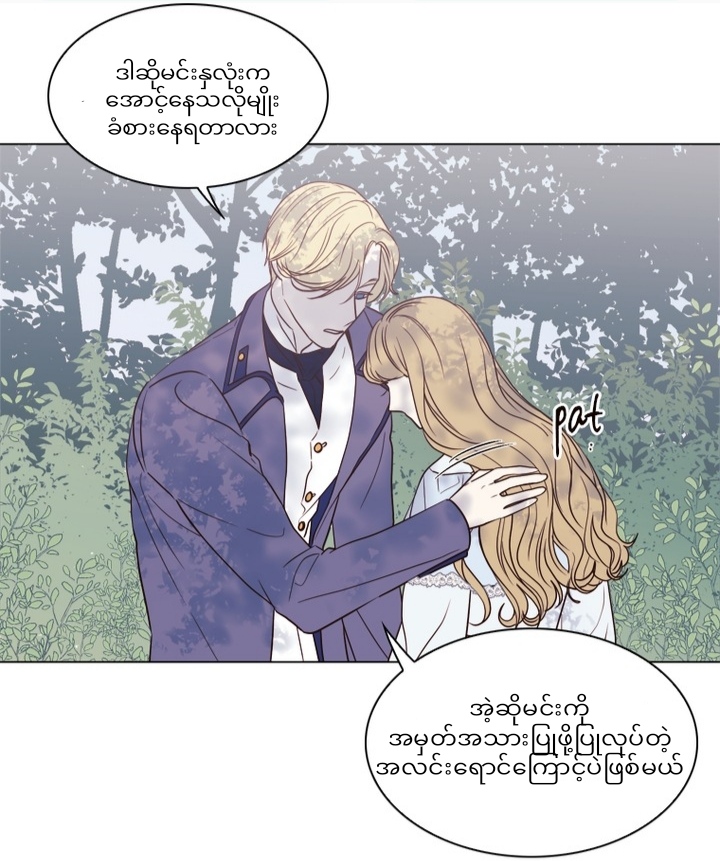 ဒါဆိုမင်းနှလုံးက
အောင့်နေသလိုမျိုး
ခံစားနေရတာလား
pat
အဲ့ဆိုမင်းကို
အမှတ်အသားပြုဖို့ပြုလုပ်တဲ့
အလင်းရောင်ကြောင့်ပဲဖြစ်မယ်